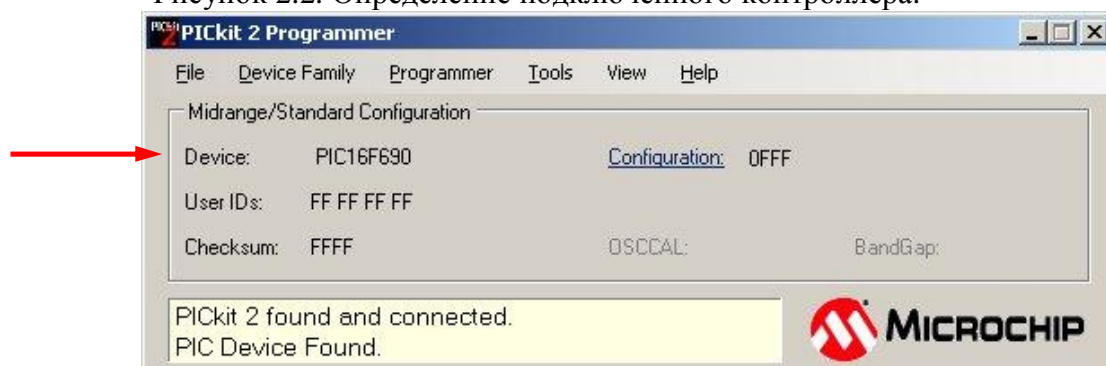 Рисунок 2.2. Определение подключенного контроллера.
PICkit 2 Programmer
File Device Family Programmer Tools View Help
Midrange/Standard Configuration
Device: PIC16F690 Configuration: 0FFF
User IDs: FF FF FF FF
Checksum: FFFF OSCCAL: BandGap:
PICkit 2 found and connected.
PIC Device Found.
MICROCHIP